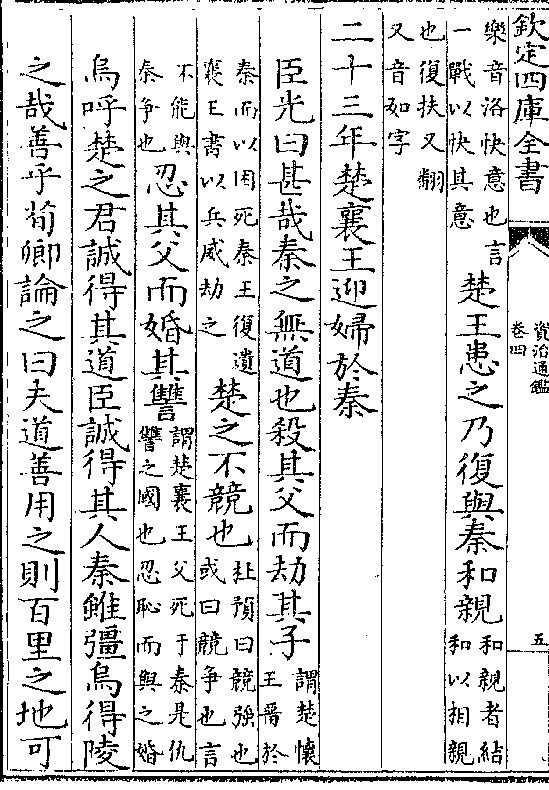 欽定四庫全書
資治通鑑
卷四
五
樂音洛快意也言
一戰以快其意
楚王患之乃復與秦和親
和親者結
和以相親
也復扶又翻
又音如字
二十三年楚襄王迎婦於秦
臣光曰甚哉秦之無道也殺其父而劫其子
謂楚懷
王畱於
秦而以困死秦王復遺
襄王書以兵威劫之
楚之不競也
杜預曰競強也
或曰競爭也言
不能與
秦爭也
忍其父而婚其讎
謂楚襄王父死于秦是仇
讐之國也忍恥而與之婚
烏呼楚之君誠得其道臣誠得其人秦雖彊烏得陵
之哉善乎荀卿論之曰夫道善用之則百里之地可